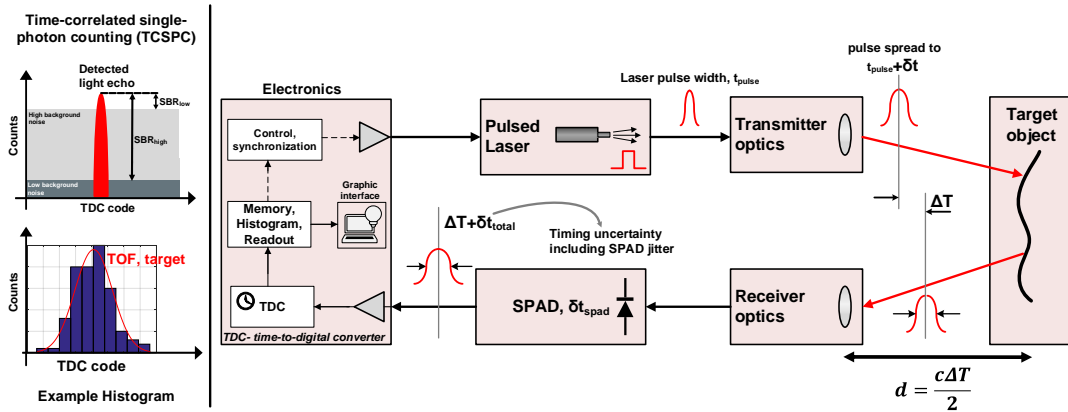 Time-correlated single-
photon counting (TCSPC)
Detected
light echo
SBRlow
High background
noise
SBRhigh
Low background
noise
Counts
TDC code
TOF, target
Counts
TDC code
Example Histogram
Electronics
Control,
synchronization
Graphic
interface
Memory,
Histogram,
Readout
TDC
TDC- time-to-digital converter
Pulsed
Laser
Laser pulse width, tpulse
Transmitter
optics
pulse spread to
tpulse+δt
Target
object
ΔT
ΔT+δttotal
Timing uncertainty
including SPAD jitter
SPAD, δtspad
Receiver
optics
d = cΔT/2